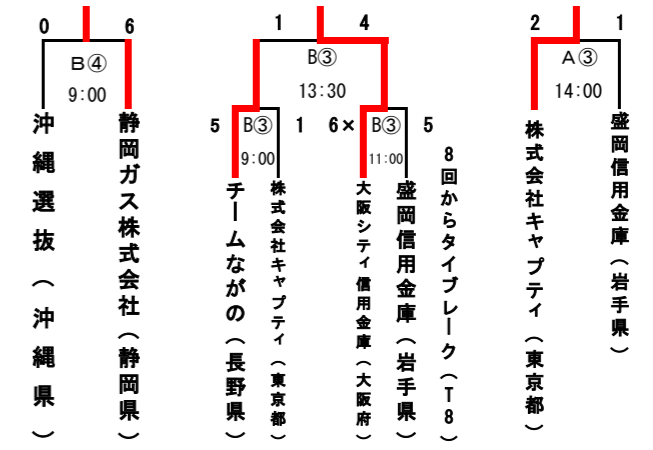 0 6
B④
9:00
沖縄選抜（沖縄県）
静岡ガス株式会社（静岡県）
1 4
B③
13:30
5 B③ 1
9:00
チームながの（長野県）
株式会社キャプティ（東京都）
6× B③ 5
11:00
大阪シティ信用金庫（大阪府）
盛岡信用金庫（岩手県）
8回からタイブレーク（T8）
2 1
A③
14:00
株式会社キャプティ（東京都）
盛岡信用金庫（岩手県）